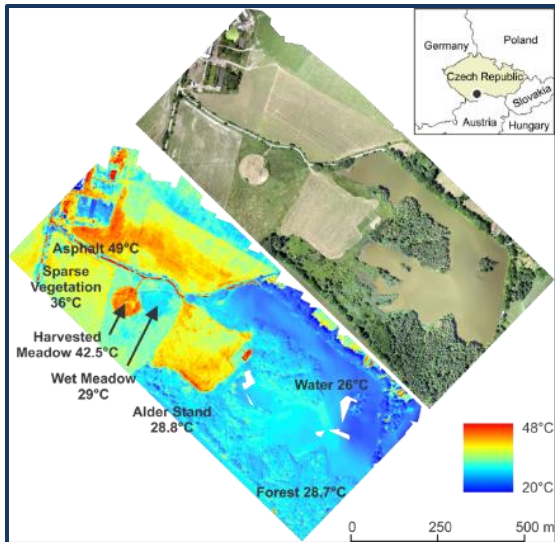 Germany
Poland
Czech Republic
Slovakia
Austria
Hungary
Asphalt 49°C
Sparse
Vegetation
36°C
Harvested
Meadow 42.5°C
Wet Meadow
29°C
Alder Stand
28.8°C
Water 26°C
Forest 28.7°C
48°C
20°C
0 250 500 m